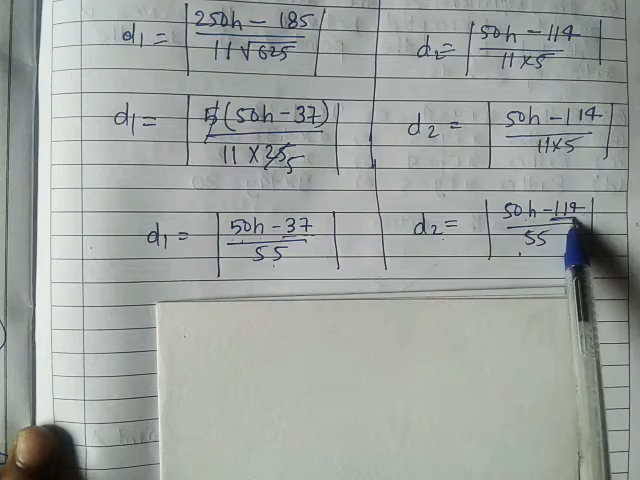 d₁ = |250h − 185 / 11√625|
d₂ = |50h − 114 / 11×5|
d₁ = |5(50h − 37) / 11 × 25 5|
d₂ = |50h − 114 / 11×5|
d₁ = |50h − 37 / 55|
d₂ = |50h − 114 / 55|